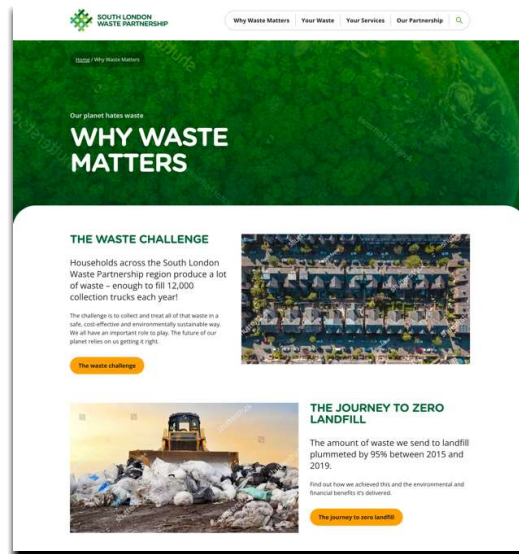 SOUTH LONDON
WASTE PARTNERSHIP
Why Waste Matters
Your Waste
Your Services
Our Partnership
Home / Why Waste Matters
Our planet hates waste
WHY WASTE
MATTERS
THE WASTE CHALLENGE
Households across the South London
Waste Partnership region produce a lot
of waste – enough to fill 12,000
collection trucks each year!
The challenge is to collect and treat all of that waste in a
safe, cost-effective and environmentally sustainable way.
We all have an important role to play. The future of our
planet relies on us getting it right.
The waste challenge
THE JOURNEY TO ZERO
LANDFILL
The amount of waste we send to landfill
plummeted by 95% between 2015 and
2019.
Find out how we achieved this and the environmental and
financial benefits it's delivered.
The journey to zero landfill